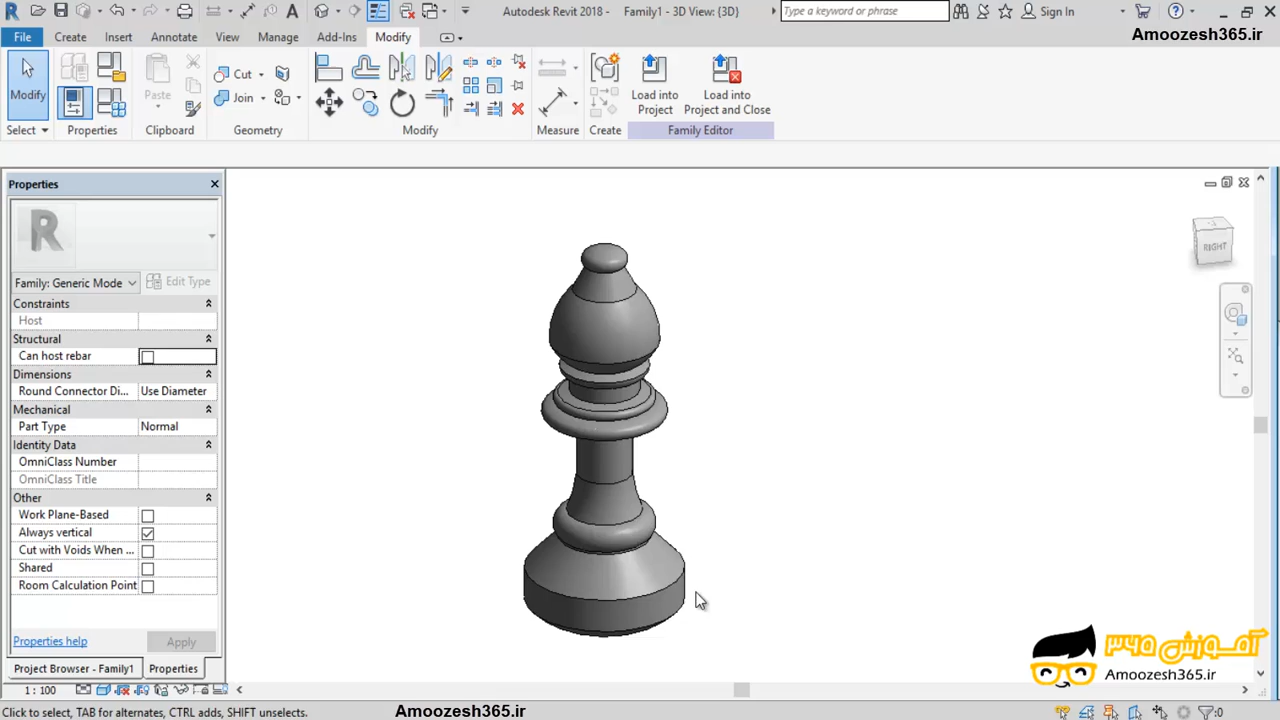 Autodesk Revit 2018 - Family1 - 3D View: {3D}
Type a keyword or phrase
Sign In
File
Create
Insert
Annotate
View
Manage
Add-Ins
Modify
Amoozesh365.ir
Modify
Paste
Cut
Join
Load into
Project
Load into
Project and Close
Select
Properties
Clipboard
Geometry
Modify
Measure
Create
Family Editor
Properties
Family: Generic Mode
Edit Type
Constraints
Host
Structural
Can host rebar
Dimensions
Round Connector Di...
Use Diameter
Mechanical
Part Type
Normal
Identity Data
OmniClass Number
OmniClass Title
Other
Work Plane-Based
Always vertical
Cut with Voids When ...
Shared
Room Calculation Point
Properties help
Apply
Project Browser - Family1
Properties
RIGHT
آموزش ۳۶۵
Amoozesh365.ir
1 : 100
Click to select, TAB for alternates, CTRL adds, SHIFT unselects.
Amoozesh365.ir
:0